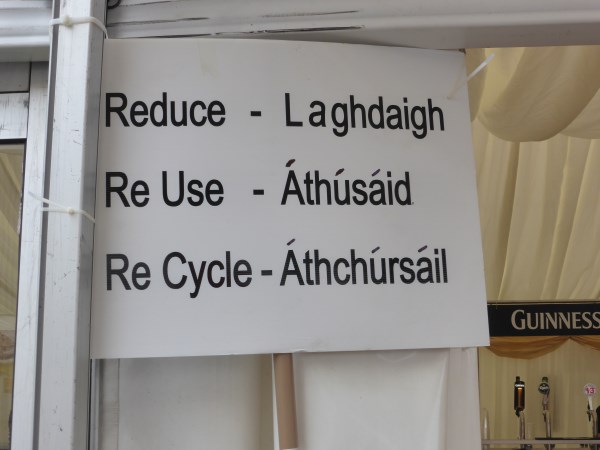 Reduce - Laghdaigh
Re Use - Áthúsáid
Re Cycle - Áthchúrsáil
GUINNESS